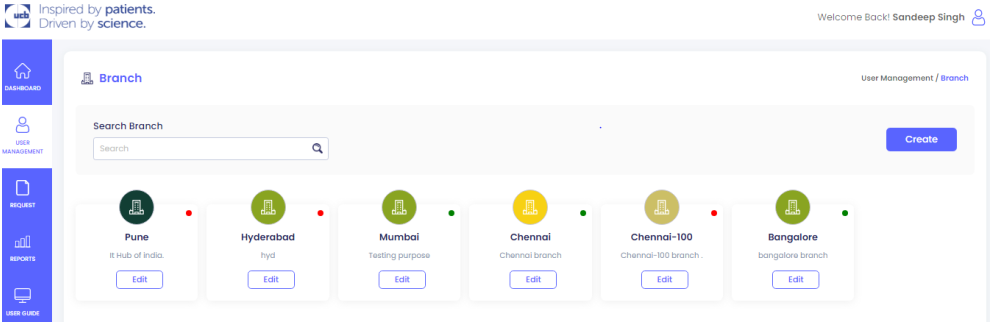 ucb
Inspired by patients.
Driven by science.
Welcome Back! Sandeep Singh
DASHBOARD
USER
MANAGEMENT
REQUEST
REPORTS
USER GUIDE
Branch
User Management / Branch
Search Branch
Search
Create
Pune
It Hub of india.
Edit
Hyderabad
hyd
Edit
Mumbai
Testing purpose
Edit
Chennai
Chennai branch
Edit
Chennai-100
Chennai-100 branch .
Edit
Bangalore
bangalore branch
Edit